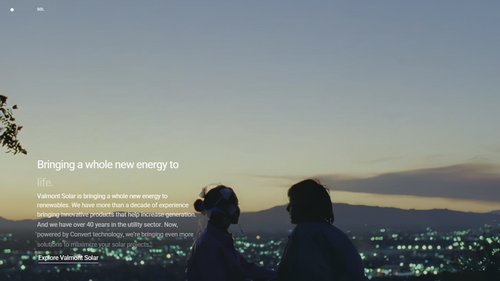 Bringing a whole new energy to
life.
Valmont Solar is bringing a whole new energy to
renewables. We have more than a decade of experience
bringing innovative products that help increase generation.
And we have over 40 years in the utility sector. Now,
powered by Convert technology, we're bringing even more
solutions to maximize your solar projects.
Explore Valmont Solar